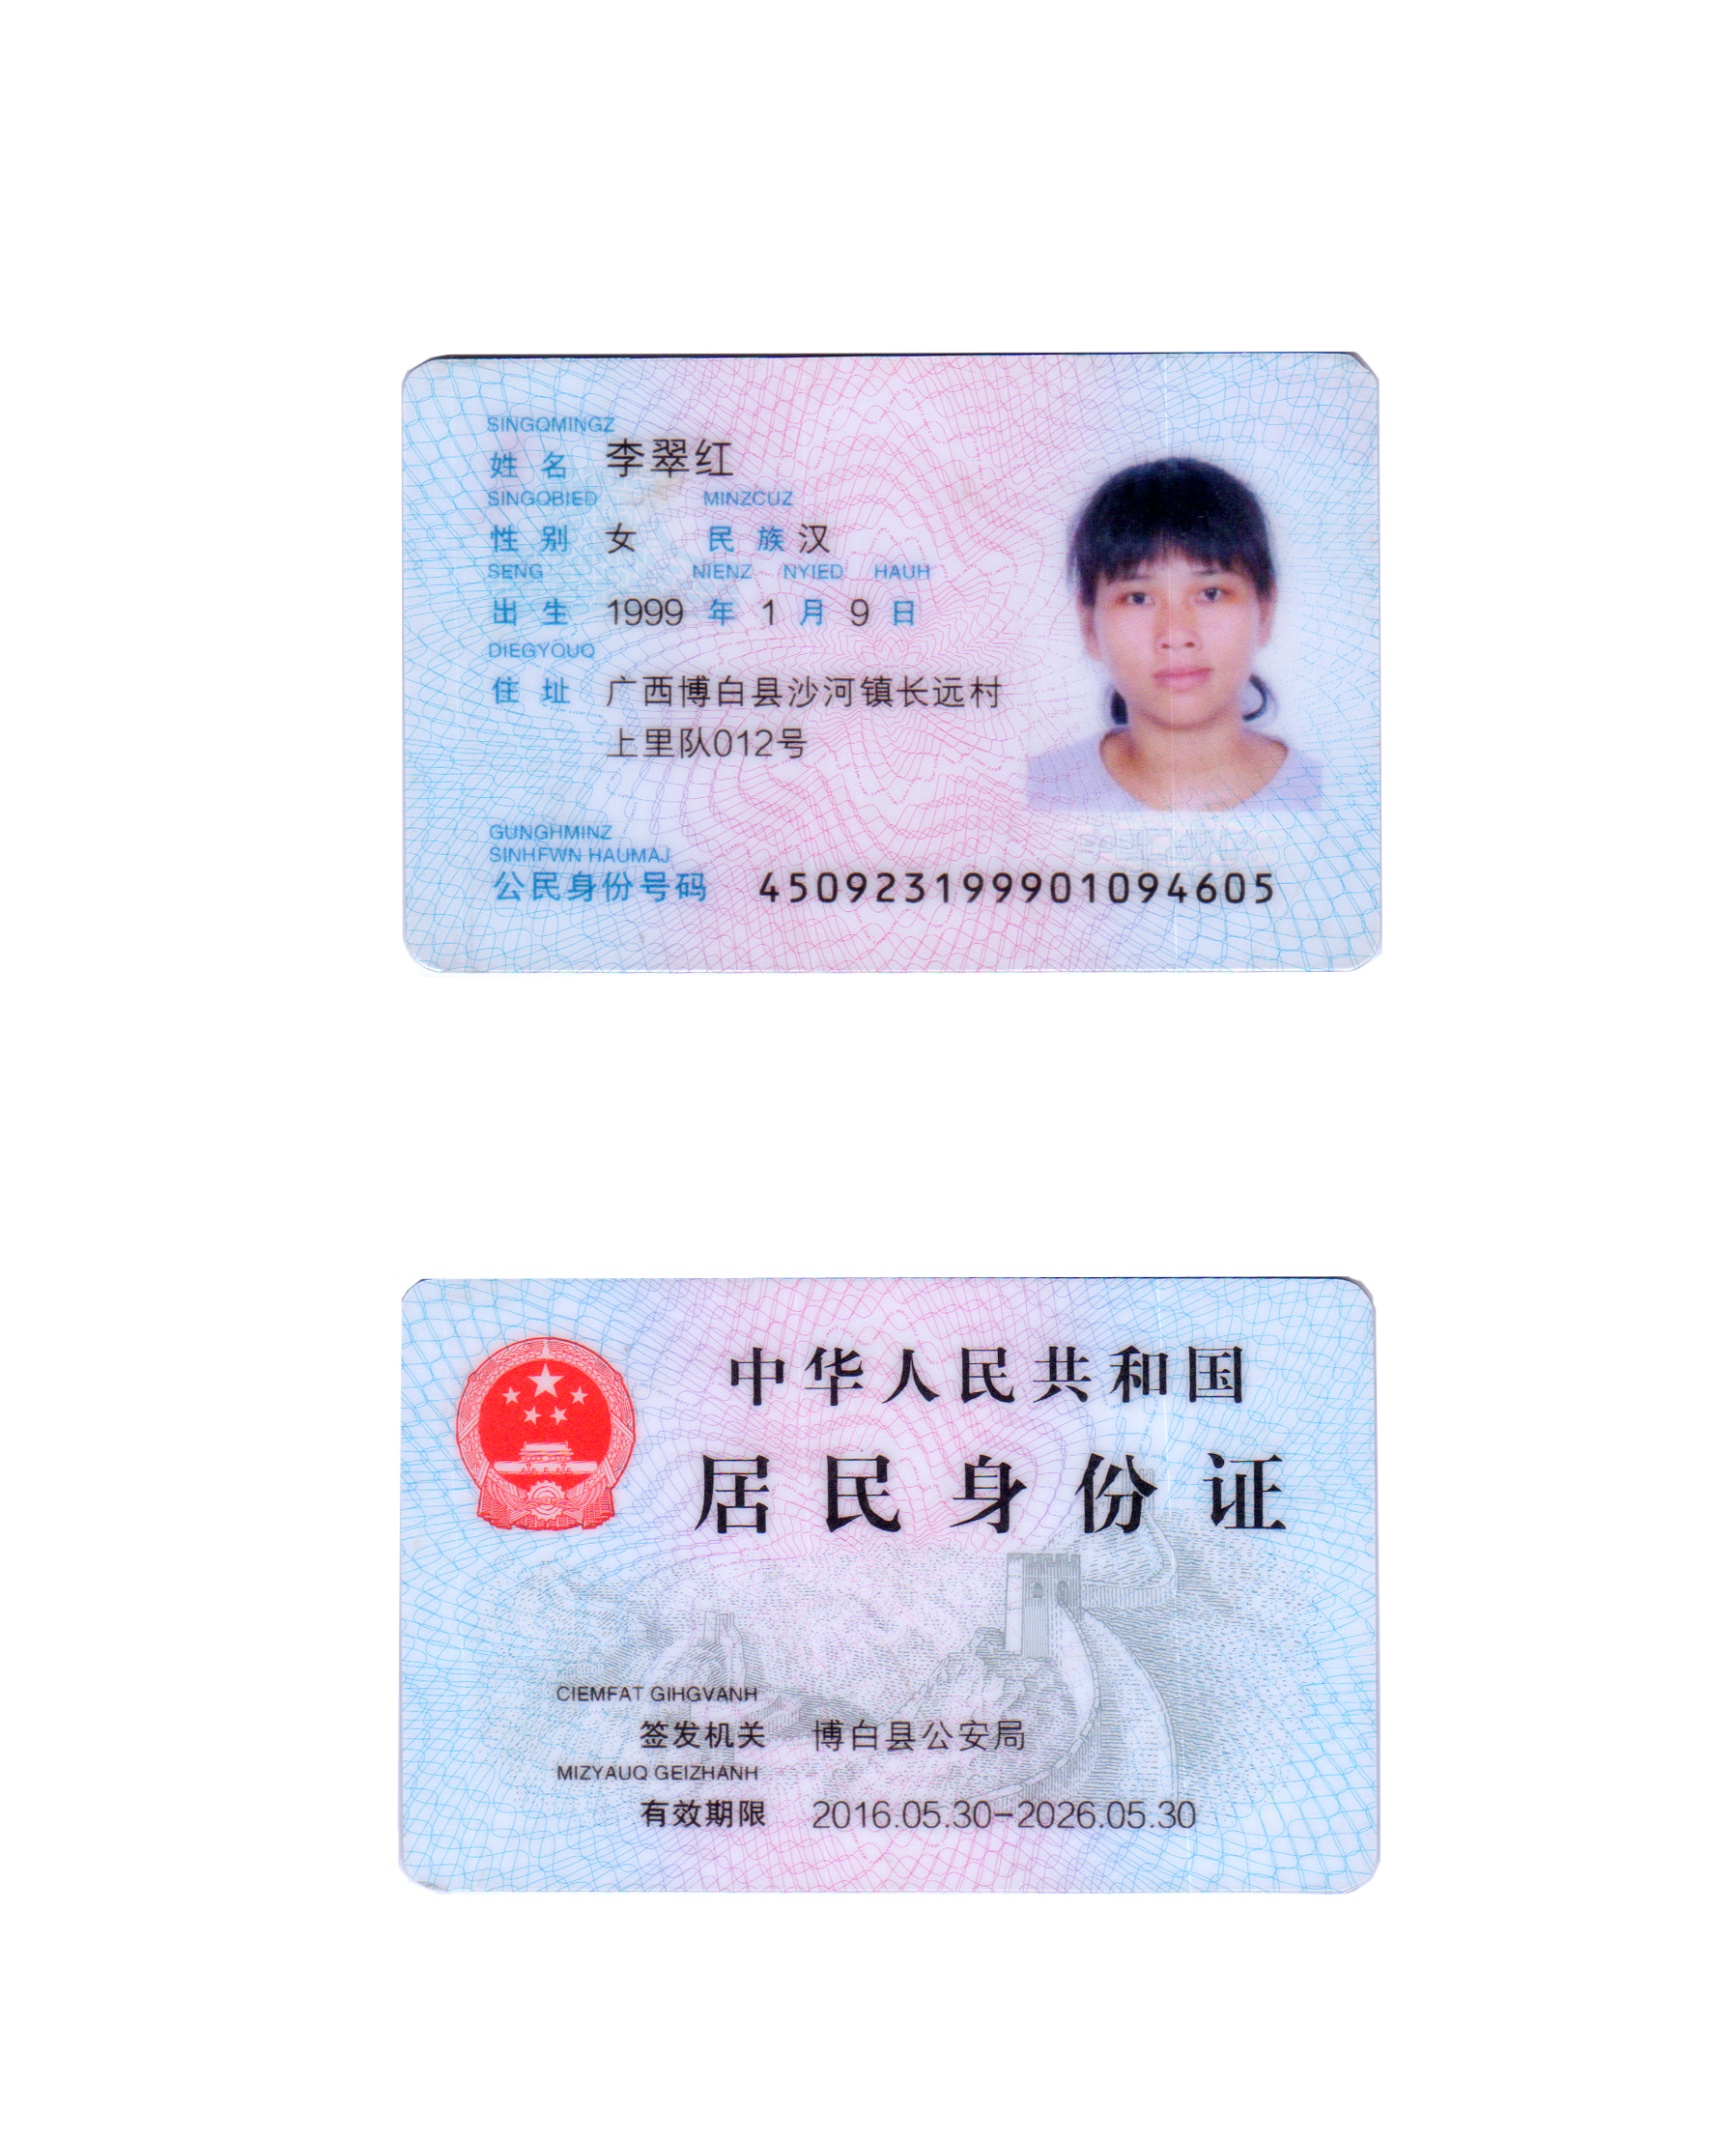 SINGQMINGZ
姓 名 李翠红
SINGQBIED MINZCUZ
性 别 女 民 族 汉
SENG NIENZ NYIED HAUH
出 生 1999 年 1 月 9 日
DIEGYOUQ
住 址 广西博白县沙河镇长远村
上里队012号
GUNGHMINZ
SINHFWN HAUMAJ
公民身份号码 450923199901094605
中华人民共和国
居民身份证
CIEMFAT GIHGVANH
签发机关 博白县公安局
MIZYAUQ GEIZHANH
有效期限 2016.05.30-2026.05.30